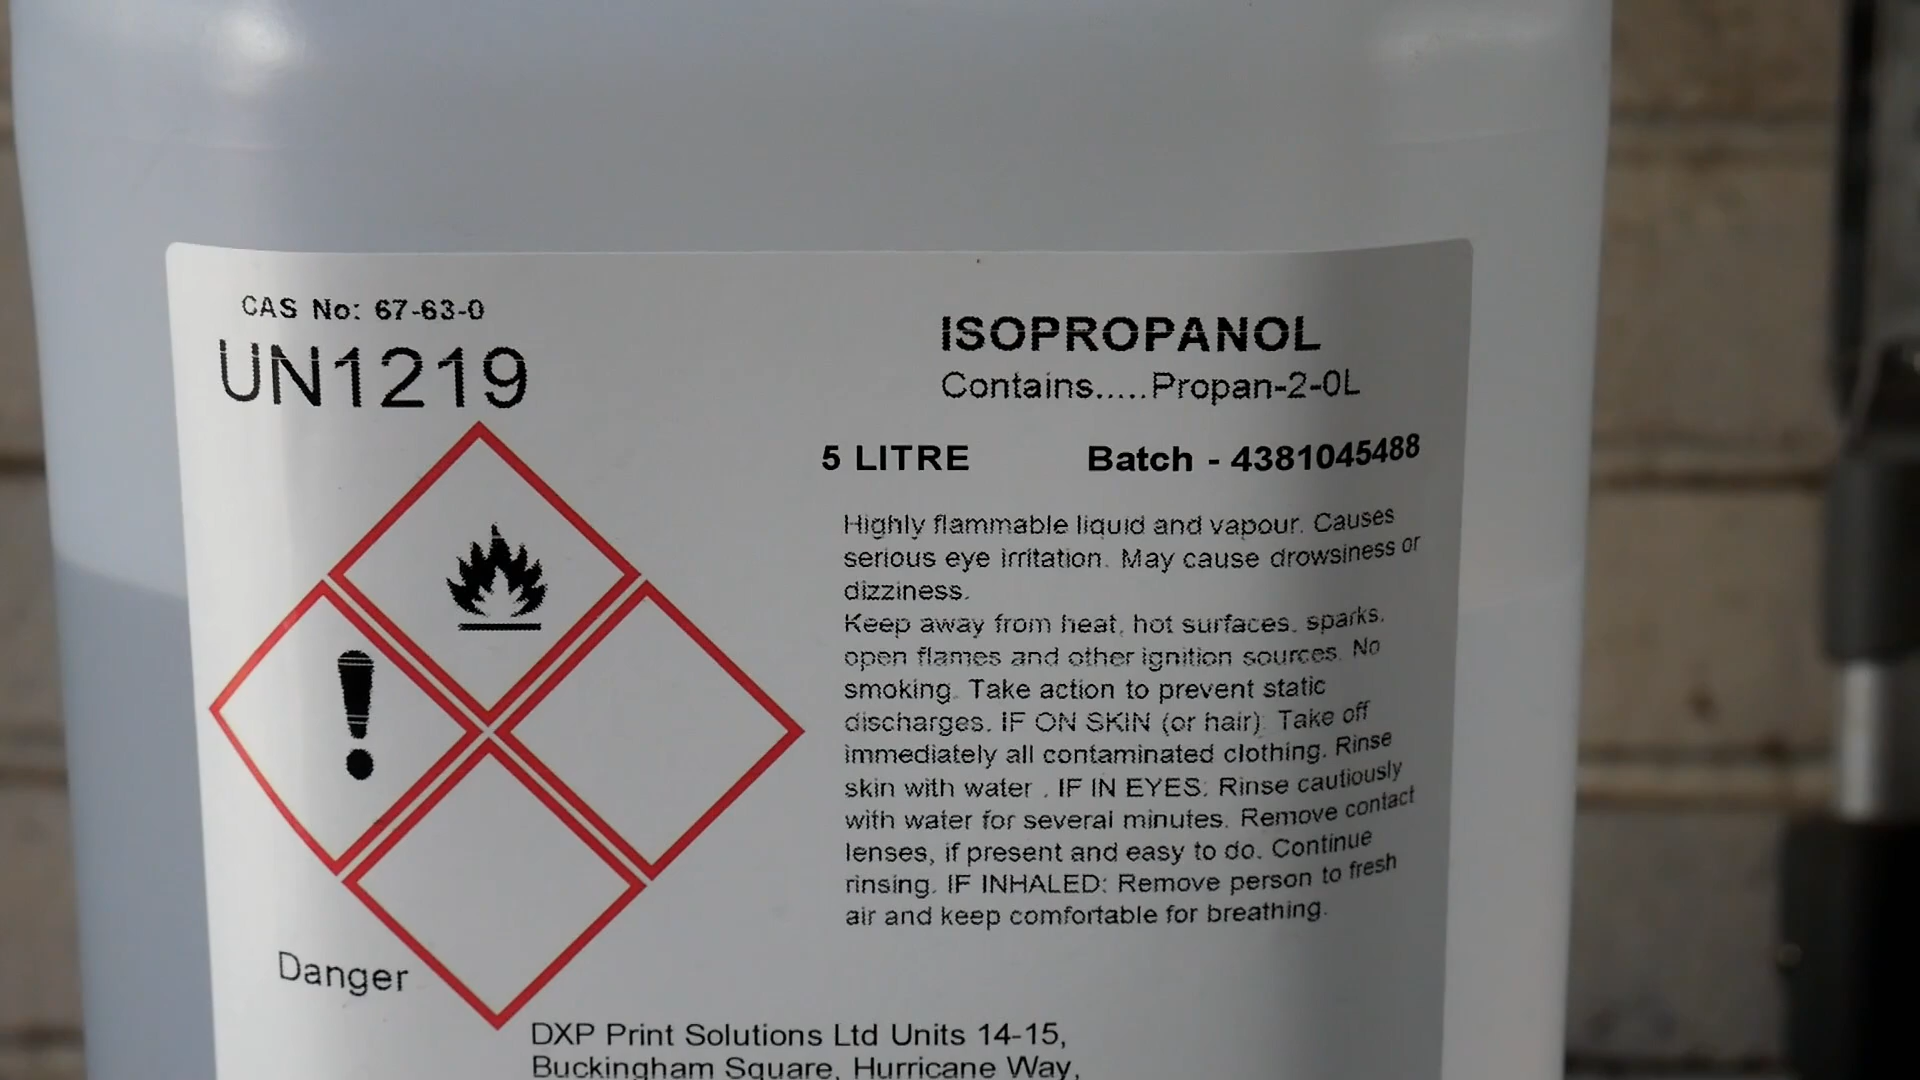 CAS No: 67-63-0
UN1219
ISOPROPANOL
Contains.....Propan-2-0L
5 LITRE Batch - 4381045488
Highly flammable liquid and vapour. Causes
serious eye irritation. May cause drowsiness or
dizziness.
Keep away from heat, hot surfaces, sparks,
open flames and other ignition sources. No
smoking. Take action to prevent static
discharges. IF ON SKIN (or hair): Take off
immediately all contaminated clothing. Rinse
skin with water . IF IN EYES: Rinse cautiously
with water for several minutes. Remove contact
lenses, if present and easy to do. Continue
rinsing. IF INHALED: Remove person to fresh
air and keep comfortable for breathing.
Danger
DXP Print Solutions Ltd Units 14-15,
Buckingham Square, Hurricane Way,